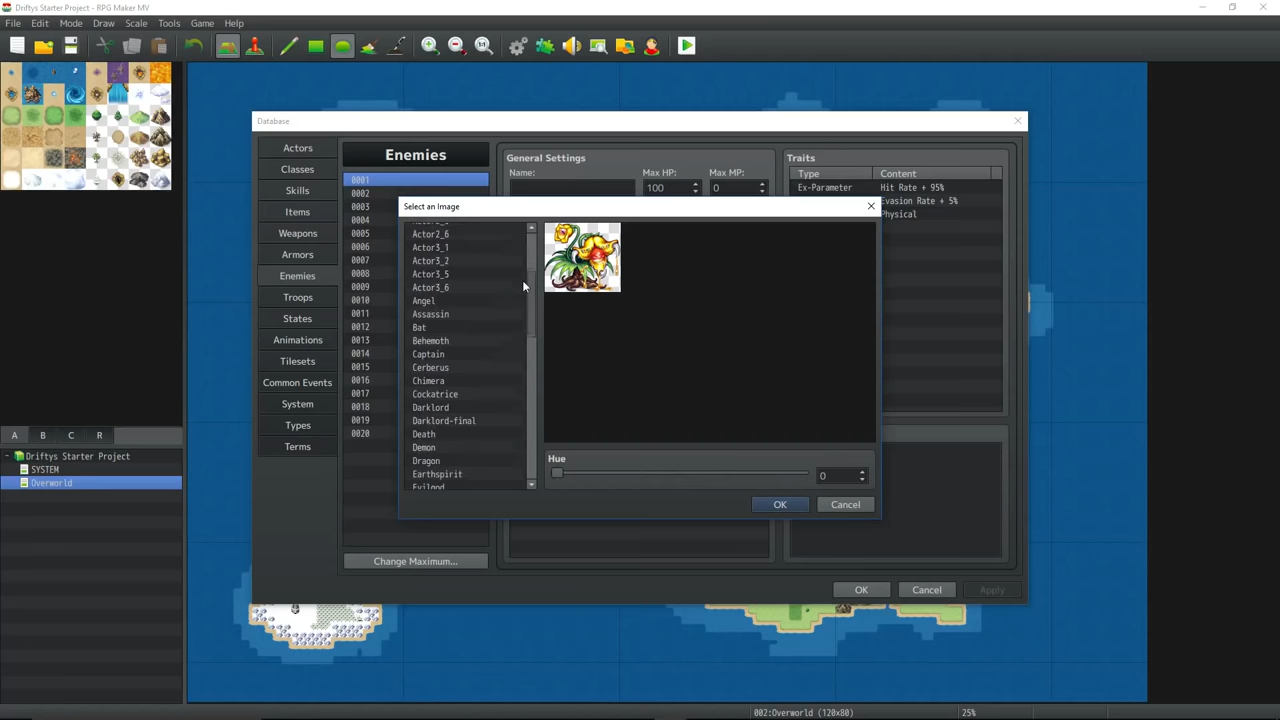 Driftys Starter Project - RPG Maker MV
File Edit Mode Draw Scale Tools Game Help
Database
Actors
Classes
Skills
Items
Weapons
Armors
Enemies
Troops
States
Animations
Tilesets
Common Events
System
Types
Terms
Enemies
0001
0002
0003
0004
0005
0006
0007
0008
0009
0010
0011
0012
0013
0014
0015
0016
0017
0018
0019
0020
Change Maximum...
General Settings
Name: Max HP: Max MP:
100 0
Traits
Type Content
Ex-Parameter Hit Rate + 95%
Evasion Rate + 5%
Physical
Select an Image
Actor2_6
Actor3_1
Actor3_2
Actor3_5
Actor3_6
Angel
Assassin
Bat
Behemoth
Captain
Cerberus
Chimera
Cockatrice
Darklord
Darklord-final
Death
Demon
Dragon
Earthspirit
Evilgod
Hue
0
OK Cancel
OK Cancel Apply
A B C R
Driftys Starter Project
SYSTEM
Overworld
002:Overworld (120x80) 25%